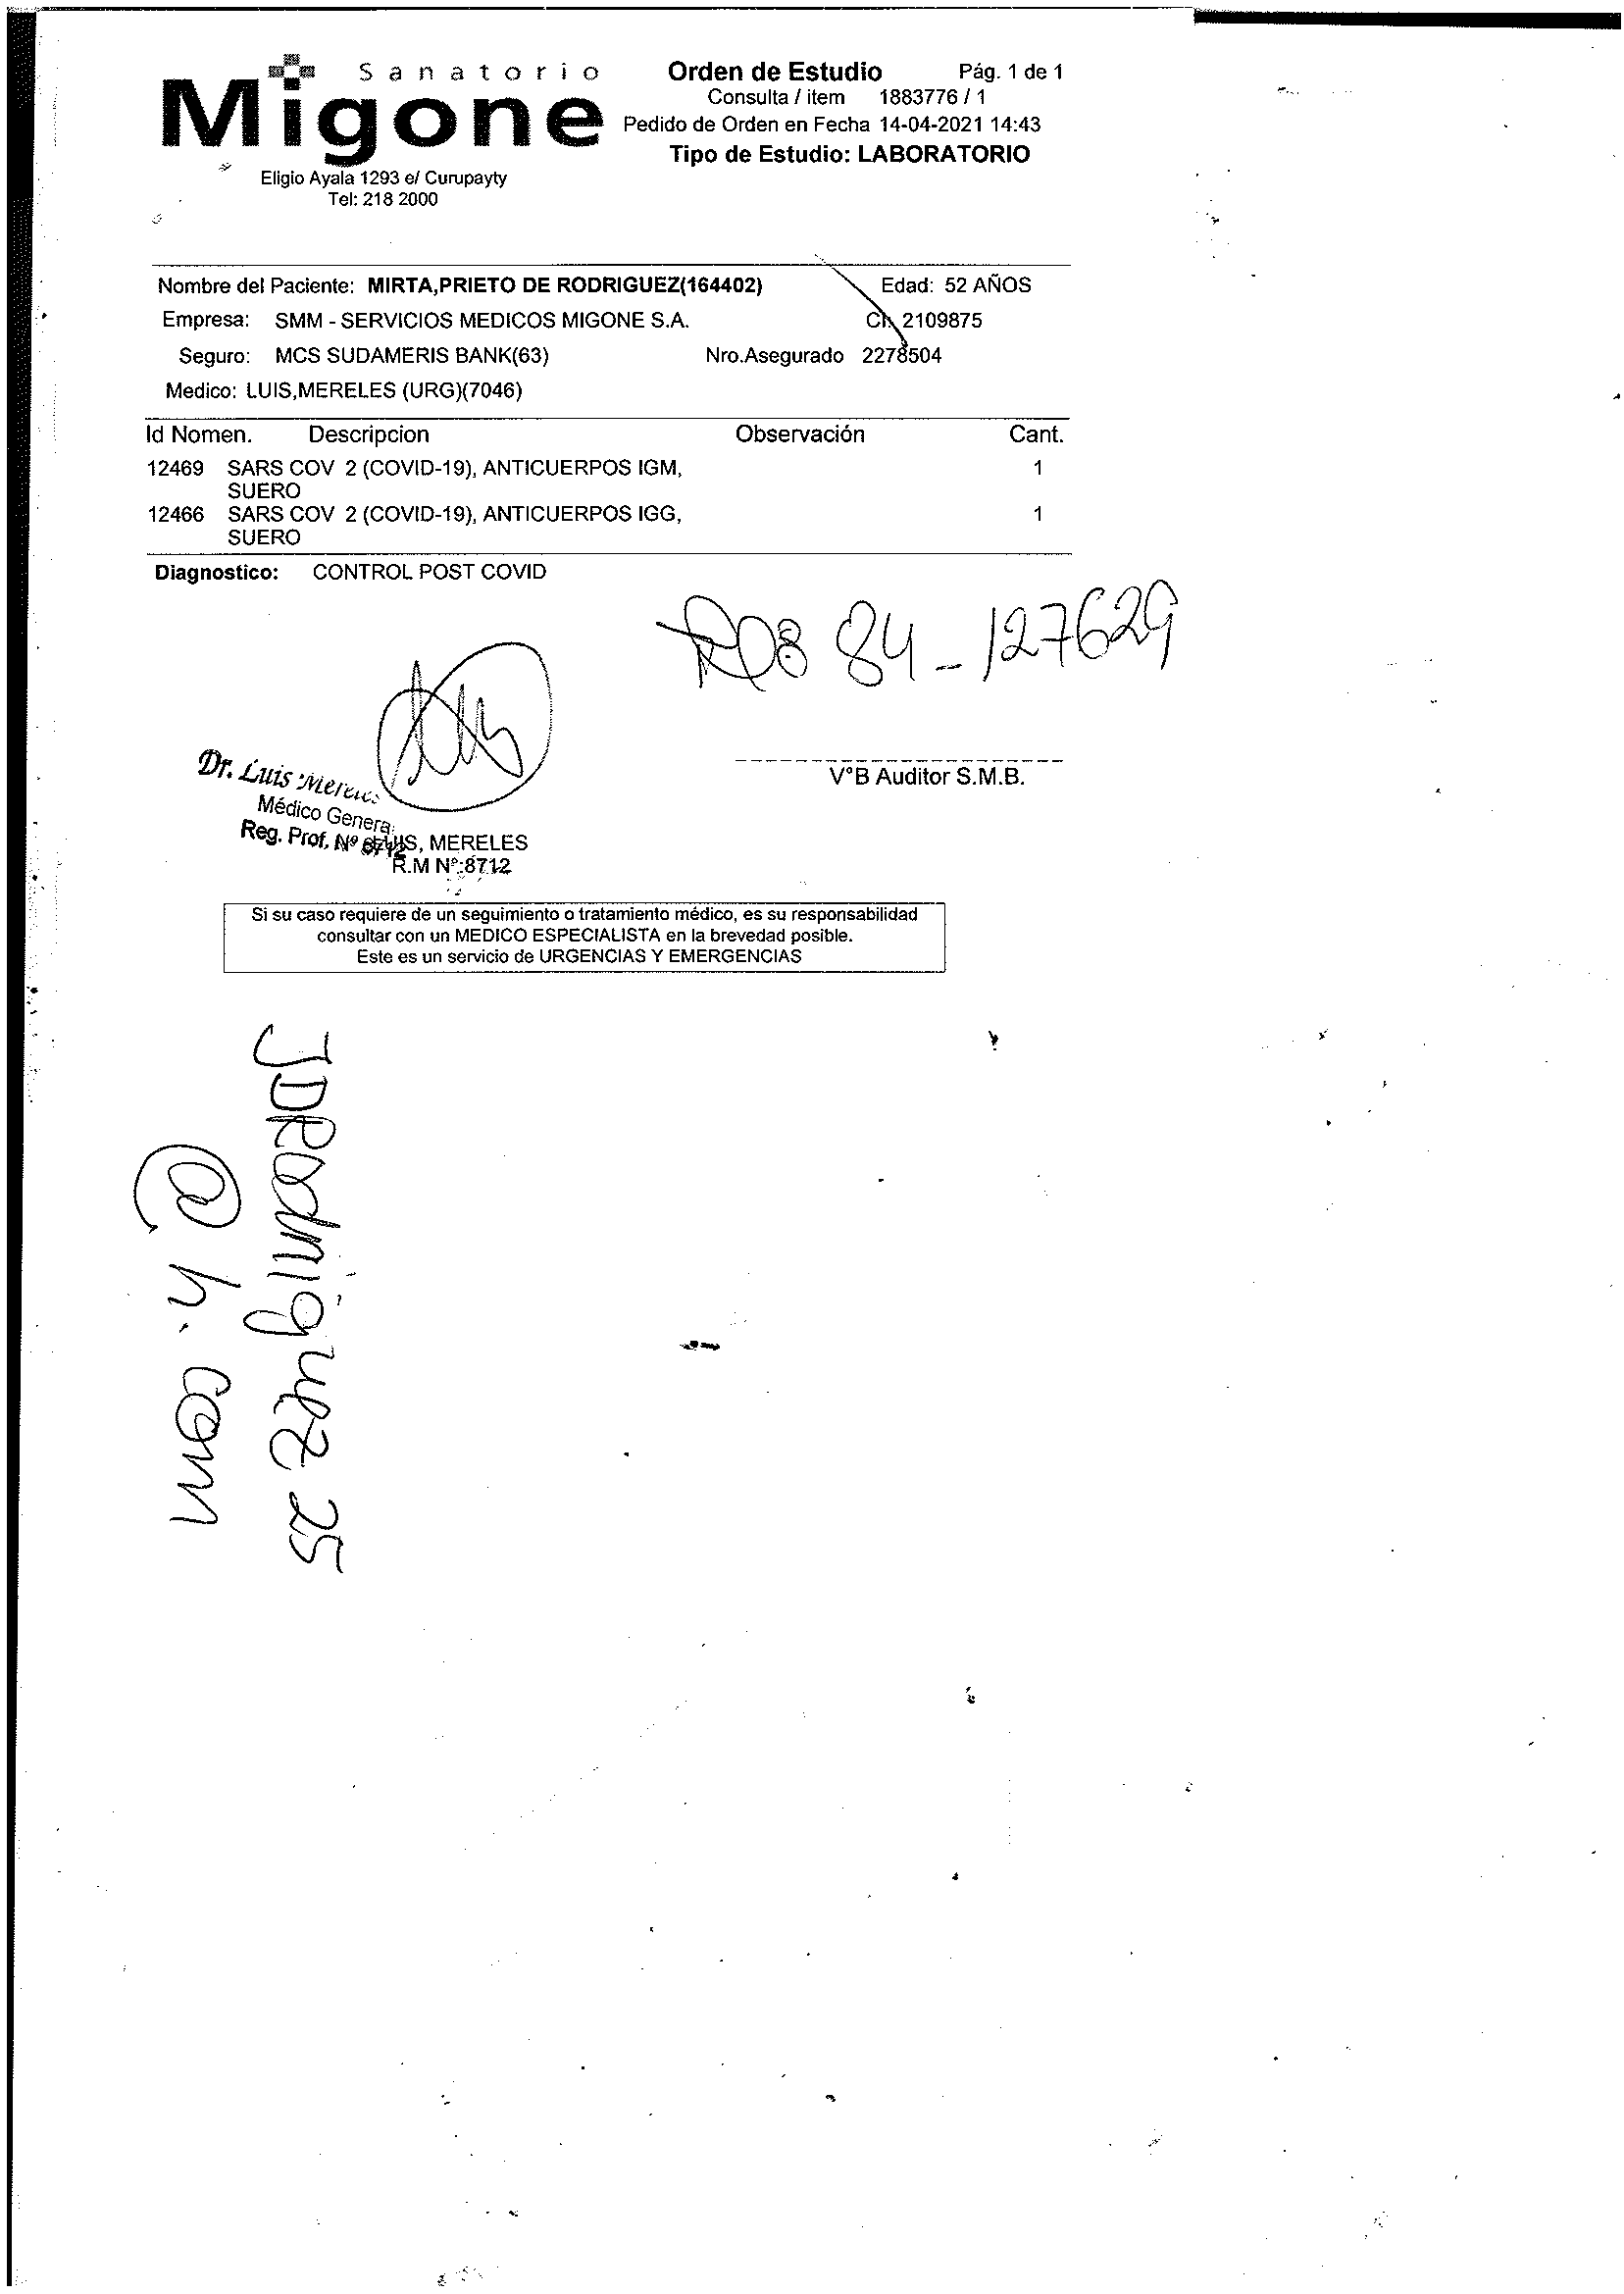 Sanatorio
Migone
Eligio Ayala 1293 e/ Curupayty
Tel: 218 2000
Orden de Estudio Pág. 1 de 1
Consulta / item 1883776 / 1
Pedido de Orden en Fecha 14-04-2021 14:43
Tipo de Estudio: LABORATORIO
Nombre del Paciente: MIRTA,PRIETO DE RODRIGUEZ(164402) Edad: 52 AÑOS
Empresa: SMM - SERVICIOS MEDICOS MIGONE S.A. CI: 2109875
Seguro: MCS SUDAMERIS BANK(63) Nro.Asegurado 2278504
Medico: LUIS,MERELES (URG)(7046)
Id Nomen. Descripcion Observación Cant.
12469 SARS COV 2 (COVID-19), ANTICUERPOS IGM, 1
SUERO
12466 SARS COV 2 (COVID-19), ANTICUERPOS IGG, 1
SUERO
Diagnostico: CONTROL POST COVID
84-127629
V°B Auditor S.M.B.
Dr. Luis Mereles
Médico General
Reg. Prof. Nº 8712
LUIS, MERELES
R.M Nº:8712
Si su caso requiere de un seguimiento o tratamiento médico, es su responsabilidad
consultar con un MEDICO ESPECIALISTA en la brevedad posible.
Este es un servicio de URGENCIAS Y EMERGENCIAS
JDRodriguez25
@h.com